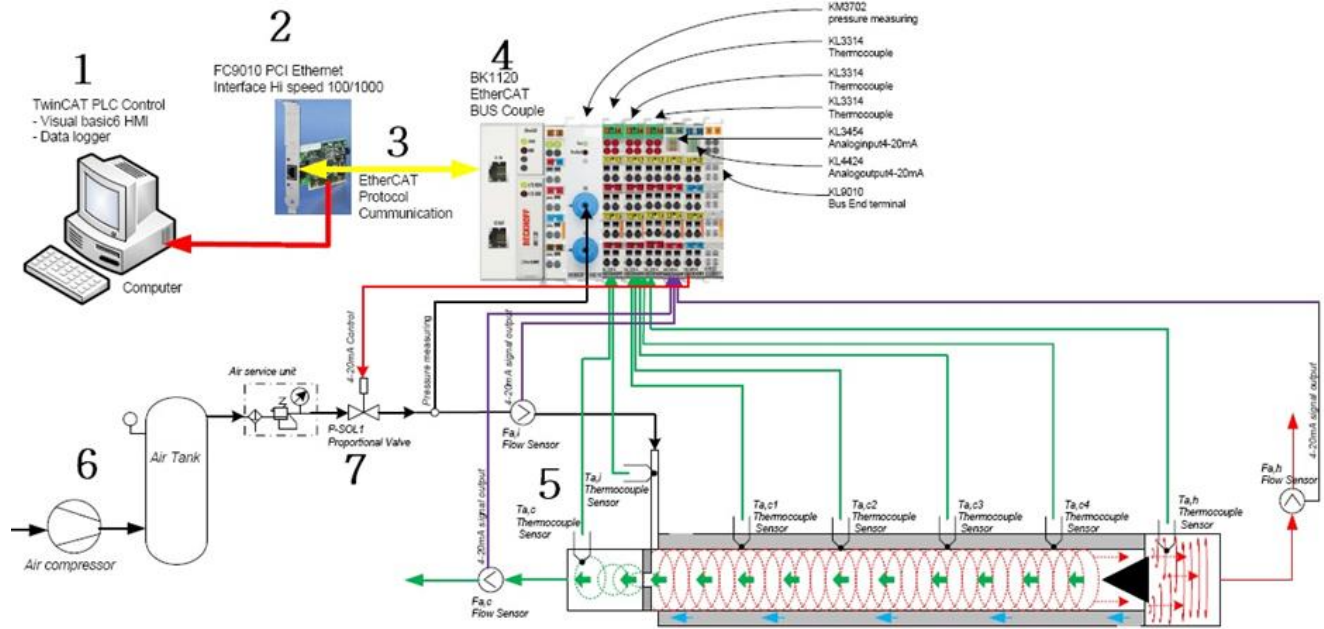 1
TwinCAT PLC Control
- Visual basic6 HMI
- Data logger
Computer
2
FC9010 PCI Ethernet
Interface Hi speed 100/1000
3
EtherCAT
Protocol
Cummunication
4
BK1120
EtherCAT
BUS Couple
BECKHOFF
KM3702
pressure measuring
KL3314
Thermocouple
KL3314
Thermocouple
KL3314
Thermocouple
KL3454
Analoginput4-20mA
KL4424
Analogoutput4-20mA
KL9010
Bus End terminal
4-20mA Control
Pressure measuring
4-20mA signal output
4-20mA signal output
4-20mA signal output
Air service unit
P-SOL1
Proportional Valve
7
Fa,i
Flow Sensor
Air Tank
6
Air compressor
5
Ta,i
Thermocouple
Sensor
Ta,c
Thermocouple
Sensor
Ta,c1
Thermocouple
Sensor
Ta,c2
Thermocouple
Sensor
Ta,c3
Thermocouple
Sensor
Ta,c4
Thermocouple
Sensor
Ta,h
Thermocouple
Sensor
Fa,h
Flow Sensor
Fa,c
Flow Sensor